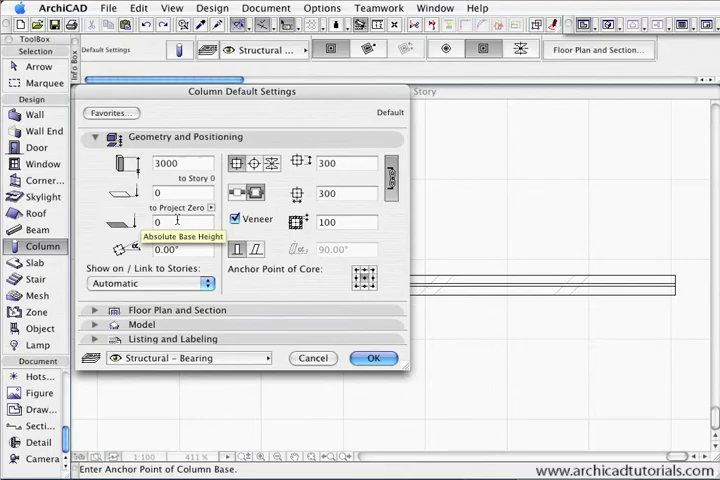 ArchiCAD File Edit View Design Document Options Teamwork Window Help
ToolBox
Selection
Arrow
Marquee
Design
Wall
Wall End
Door
Window
Corner...
Skylight
Roof
Beam
Column
Slab
Stair
Mesh
Zone
Object
Lamp
Document
Hots...
Figure
Draw...
Secti...
Detail
Camera
Info Box
Default Settings
Structural ...
Floor Plan and Section...
Story
Column Default Settings
Favorites...
Default
Geometry and Positioning
3000
to Story 0
0
to Project Zero
0
Absolute Base Height
0.00°
Show on / Link to Stories:
Automatic
300
300
Veneer
100
90.00°
Anchor Point of Core:
Floor Plan and Section
Model
Listing and Labeling
Structural - Bearing
Cancel
OK
1:100
411 %
Enter Anchor Point of Column Base.
www.archicadtutorials.com